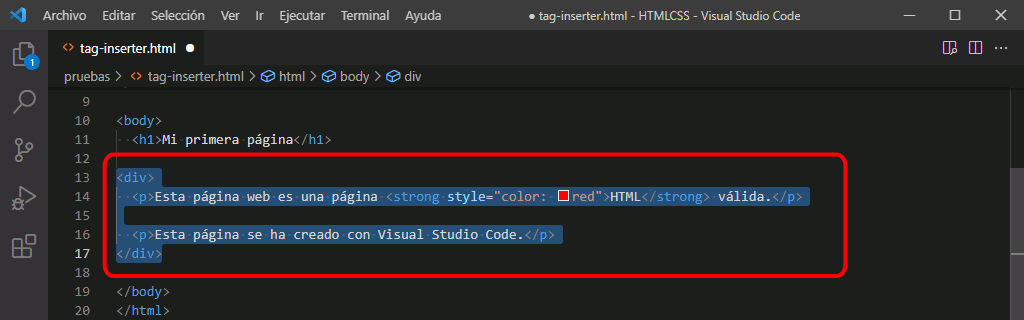 Archivo Editar Selección Ver Ir Ejecutar Terminal Ayuda ● tag-inserter.html - HTMLCSS - Visual Studio Code
tag-inserter.html ●
pruebas > tag-inserter.html > html > body > div
1
9
10 <body>
11 <h1>Mi primera página</h1>
12
13 <div>
14 <p>Esta página web es una página <strong style="color: red">HTML</strong> válida.</p>
15
16 <p>Esta página se ha creado con Visual Studio Code.</p>
17 </div>
18
19 </body>
20 </html>